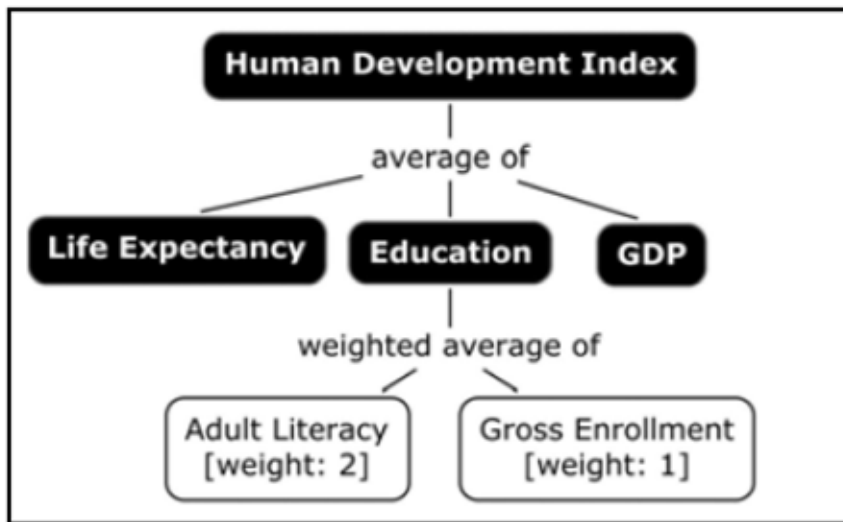 Human Development Index
average of
Life Expectancy
Education
GDP
weighted average of
Adult Literacy
[weight: 2]
Gross Enrollment
[weight: 1]